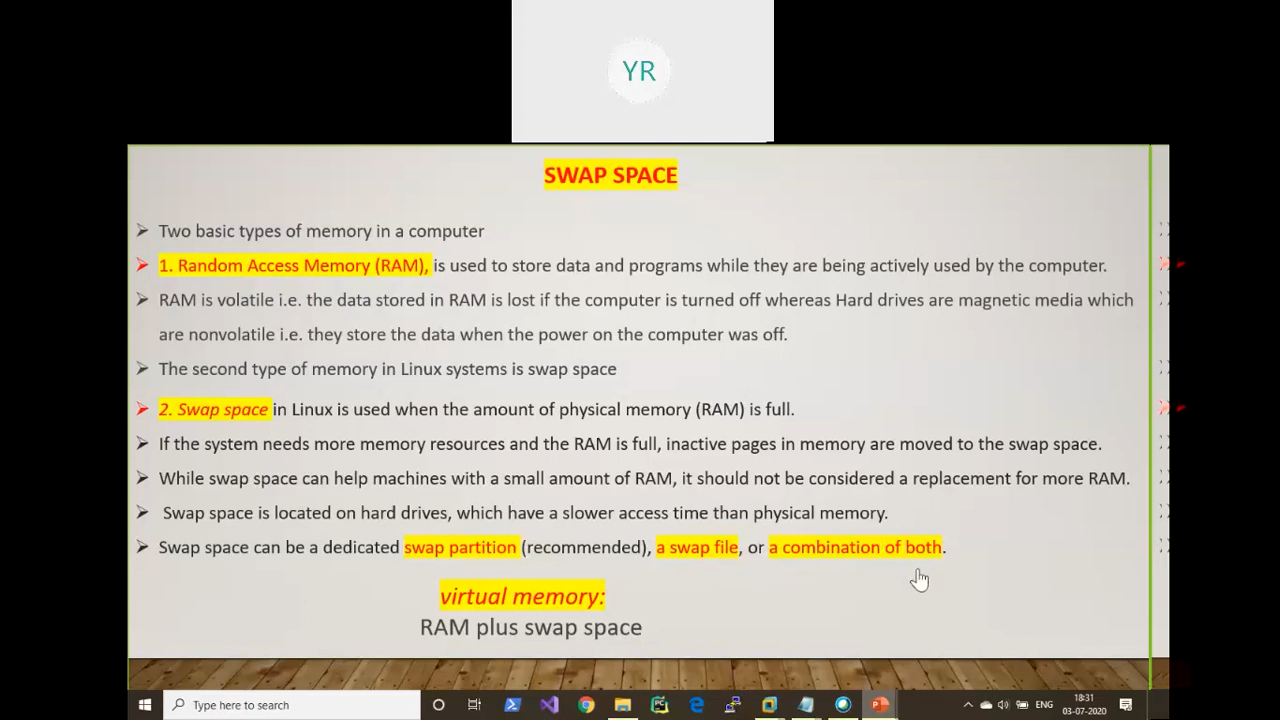 YR
SWAP SPACE
Two basic types of memory in a computer
1. Random Access Memory (RAM), is used to store data and programs while they are being actively used by the computer.
RAM is volatile i.e. the data stored in RAM is lost if the computer is turned off whereas Hard drives are magnetic media which
are nonvolatile i.e. they store the data when the power on the computer was off.
The second type of memory in Linux systems is swap space
2. Swap space in Linux is used when the amount of physical memory (RAM) is full.
If the system needs more memory resources and the RAM is full, inactive pages in memory are moved to the swap space.
While swap space can help machines with a small amount of RAM, it should not be considered a replacement for more RAM.
Swap space is located on hard drives, which have a slower access time than physical memory.
Swap space can be a dedicated swap partition (recommended), a swap file, or a combination of both.
virtual memory:
RAM plus swap space
Type here to search
ENG
18:31
03-07-2020